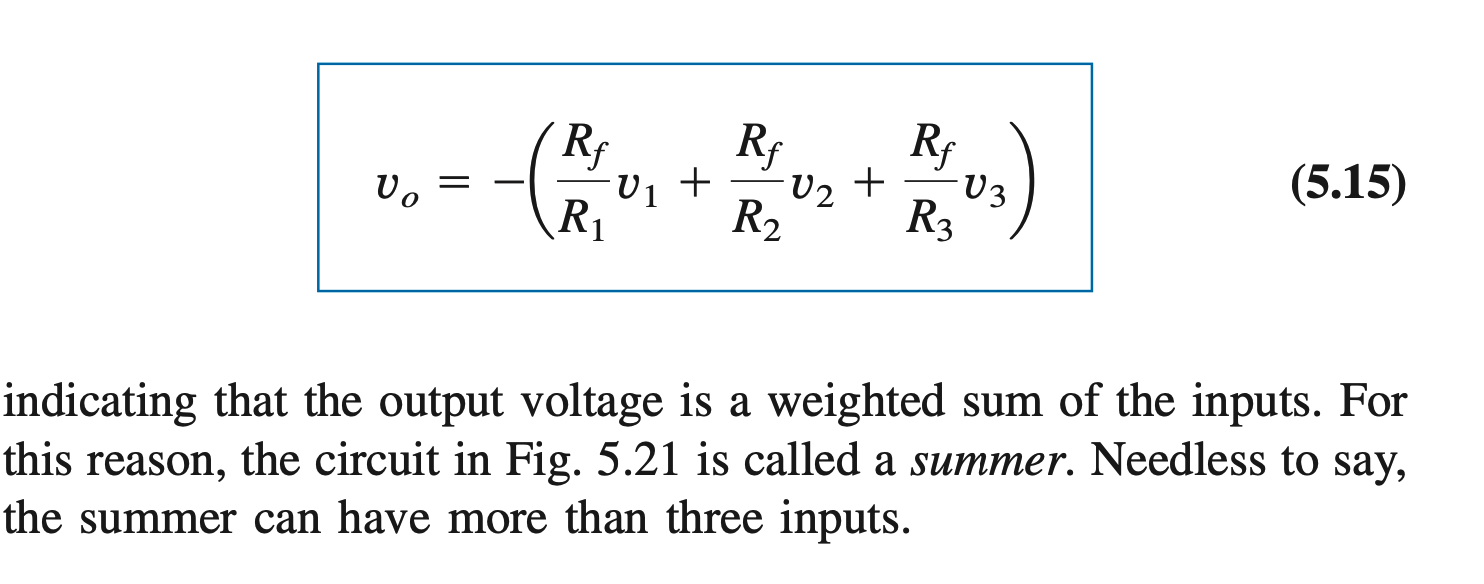 v_o = -(R_f/R_1 v_1 + R_f/R_2 v_2 + R_f/R_3 v_3) (5.15)
indicating that the output voltage is a weighted sum of the inputs. For
this reason, the circuit in Fig. 5.21 is called a summer. Needless to say,
the summer can have more than three inputs.